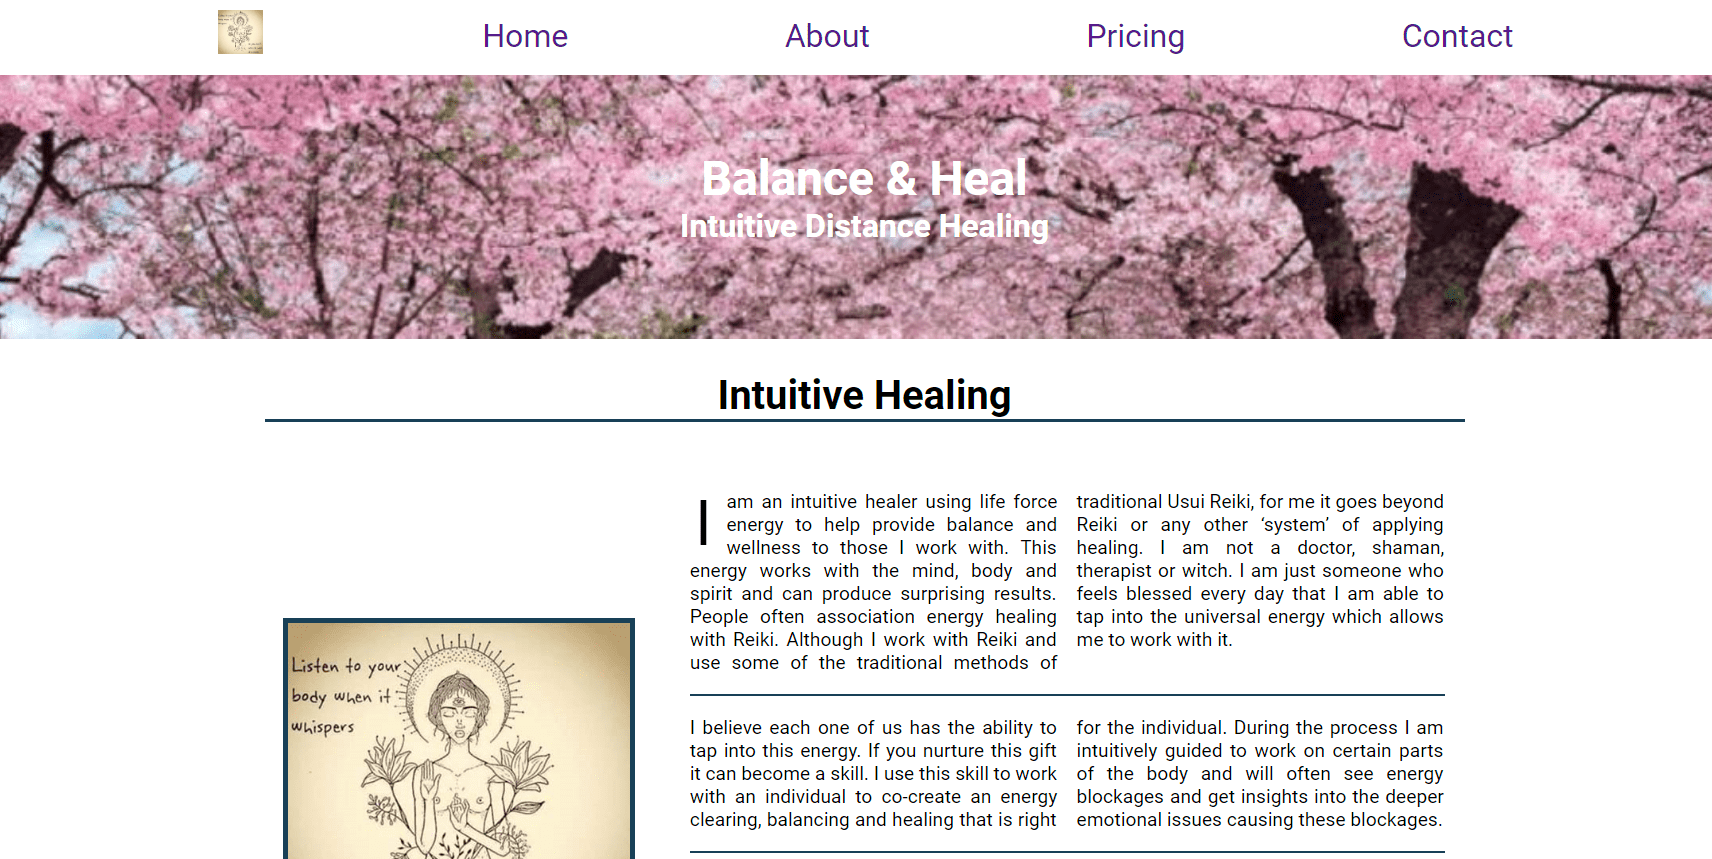 Home About Pricing Contact
Balance & Heal
Intuitive Distance Healing
Intuitive Healing
I am an intuitive healer using life force
energy to help provide balance and
wellness to those I work with. This
energy works with the mind, body and
spirit and can produce surprising results.
People often association energy healing
with Reiki. Although I work with Reiki and
use some of the traditional methods of
traditional Usui Reiki, for me it goes beyond
Reiki or any other ‘system’ of applying
healing. I am not a doctor, shaman,
therapist or witch. I am just someone who
feels blessed every day that I am able to
tap into the universal energy which allows
me to work with it.
Listen to your
body when it
whispers
I believe each one of us has the ability to
tap into this energy. If you nurture this gift
it can become a skill. I use this skill to work
with an individual to co-create an energy
clearing, balancing and healing that is right
for the individual. During the process I am
intuitively guided to work on certain parts
of the body and will often see energy
blockages and get insights into the deeper
emotional issues causing these blockages.